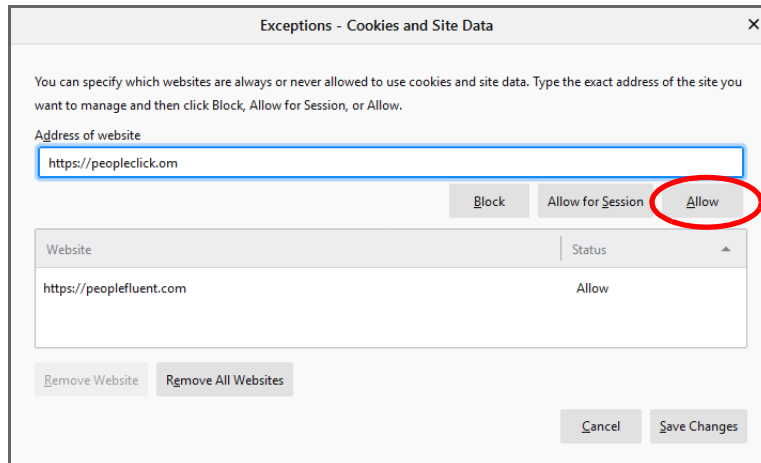 Exceptions - Cookies and Site Data
You can specify which websites are always or never allowed to use cookies and site data. Type the exact address of the site you
want to manage and then click Block, Allow for Session, or Allow.
Address of website
https://peopleclick.om
Block Allow for Session Allow
Website Status
https://peoplefluent.com Allow
Remove Website Remove All Websites
Cancel Save Changes